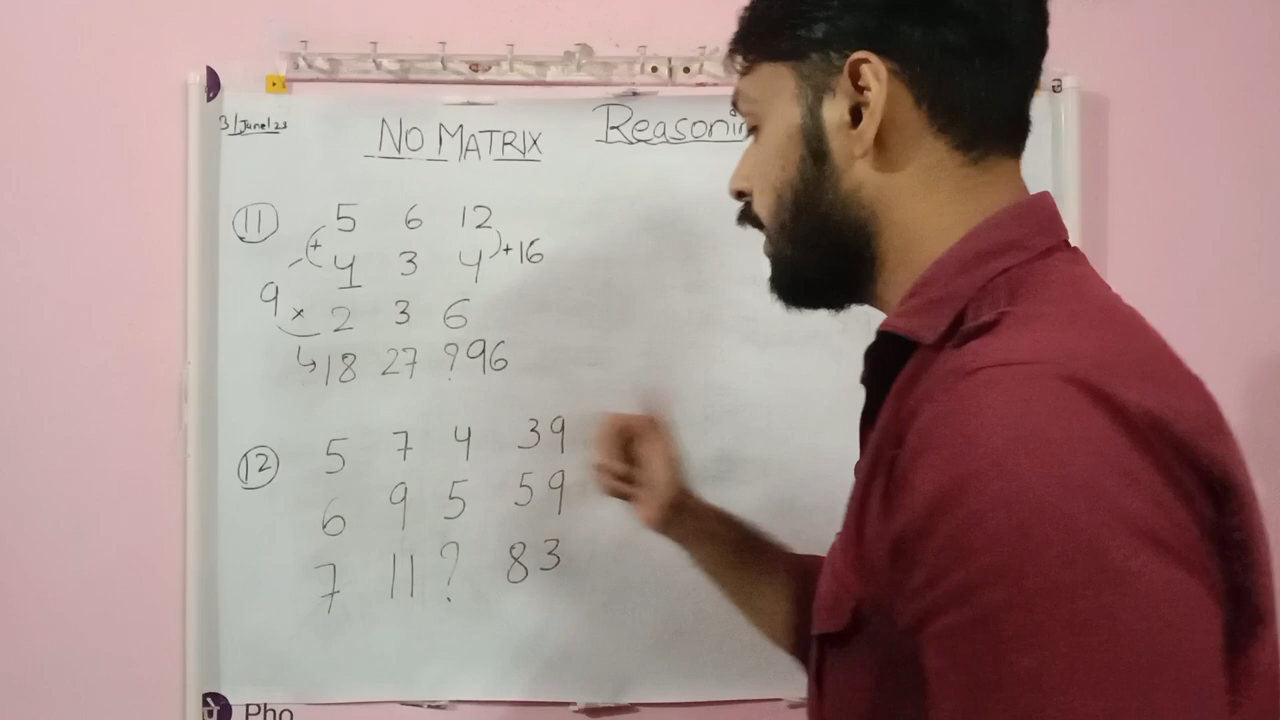 3/June/23
NO MATRIX
Reasonin
11 5 6 12
+ 4 3 4 +16
9 × 2 3 6
18 27 ? 96
12 5 7 4 39
6 9 5 59
7 11 ? 83
पे Pho